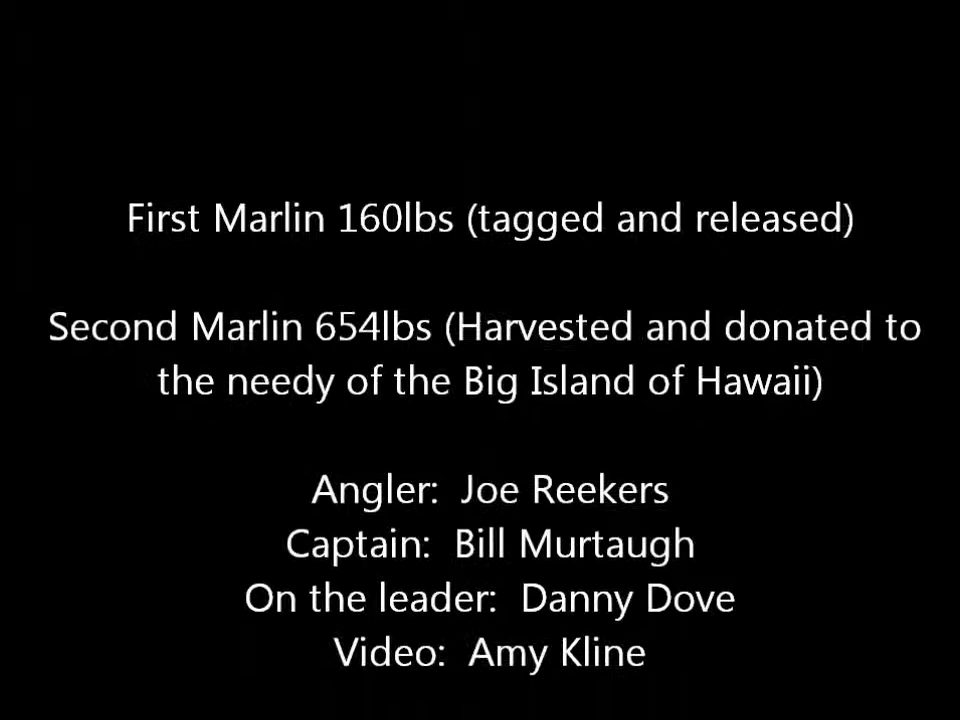 First Marlin 160lbs (tagged and released)
Second Marlin 654lbs (Harvested and donated to
the needy of the Big Island of Hawaii)
Angler:  Joe Reekers
Captain:  Bill Murtaugh
On the leader:  Danny Dove
Video:  Amy Kline